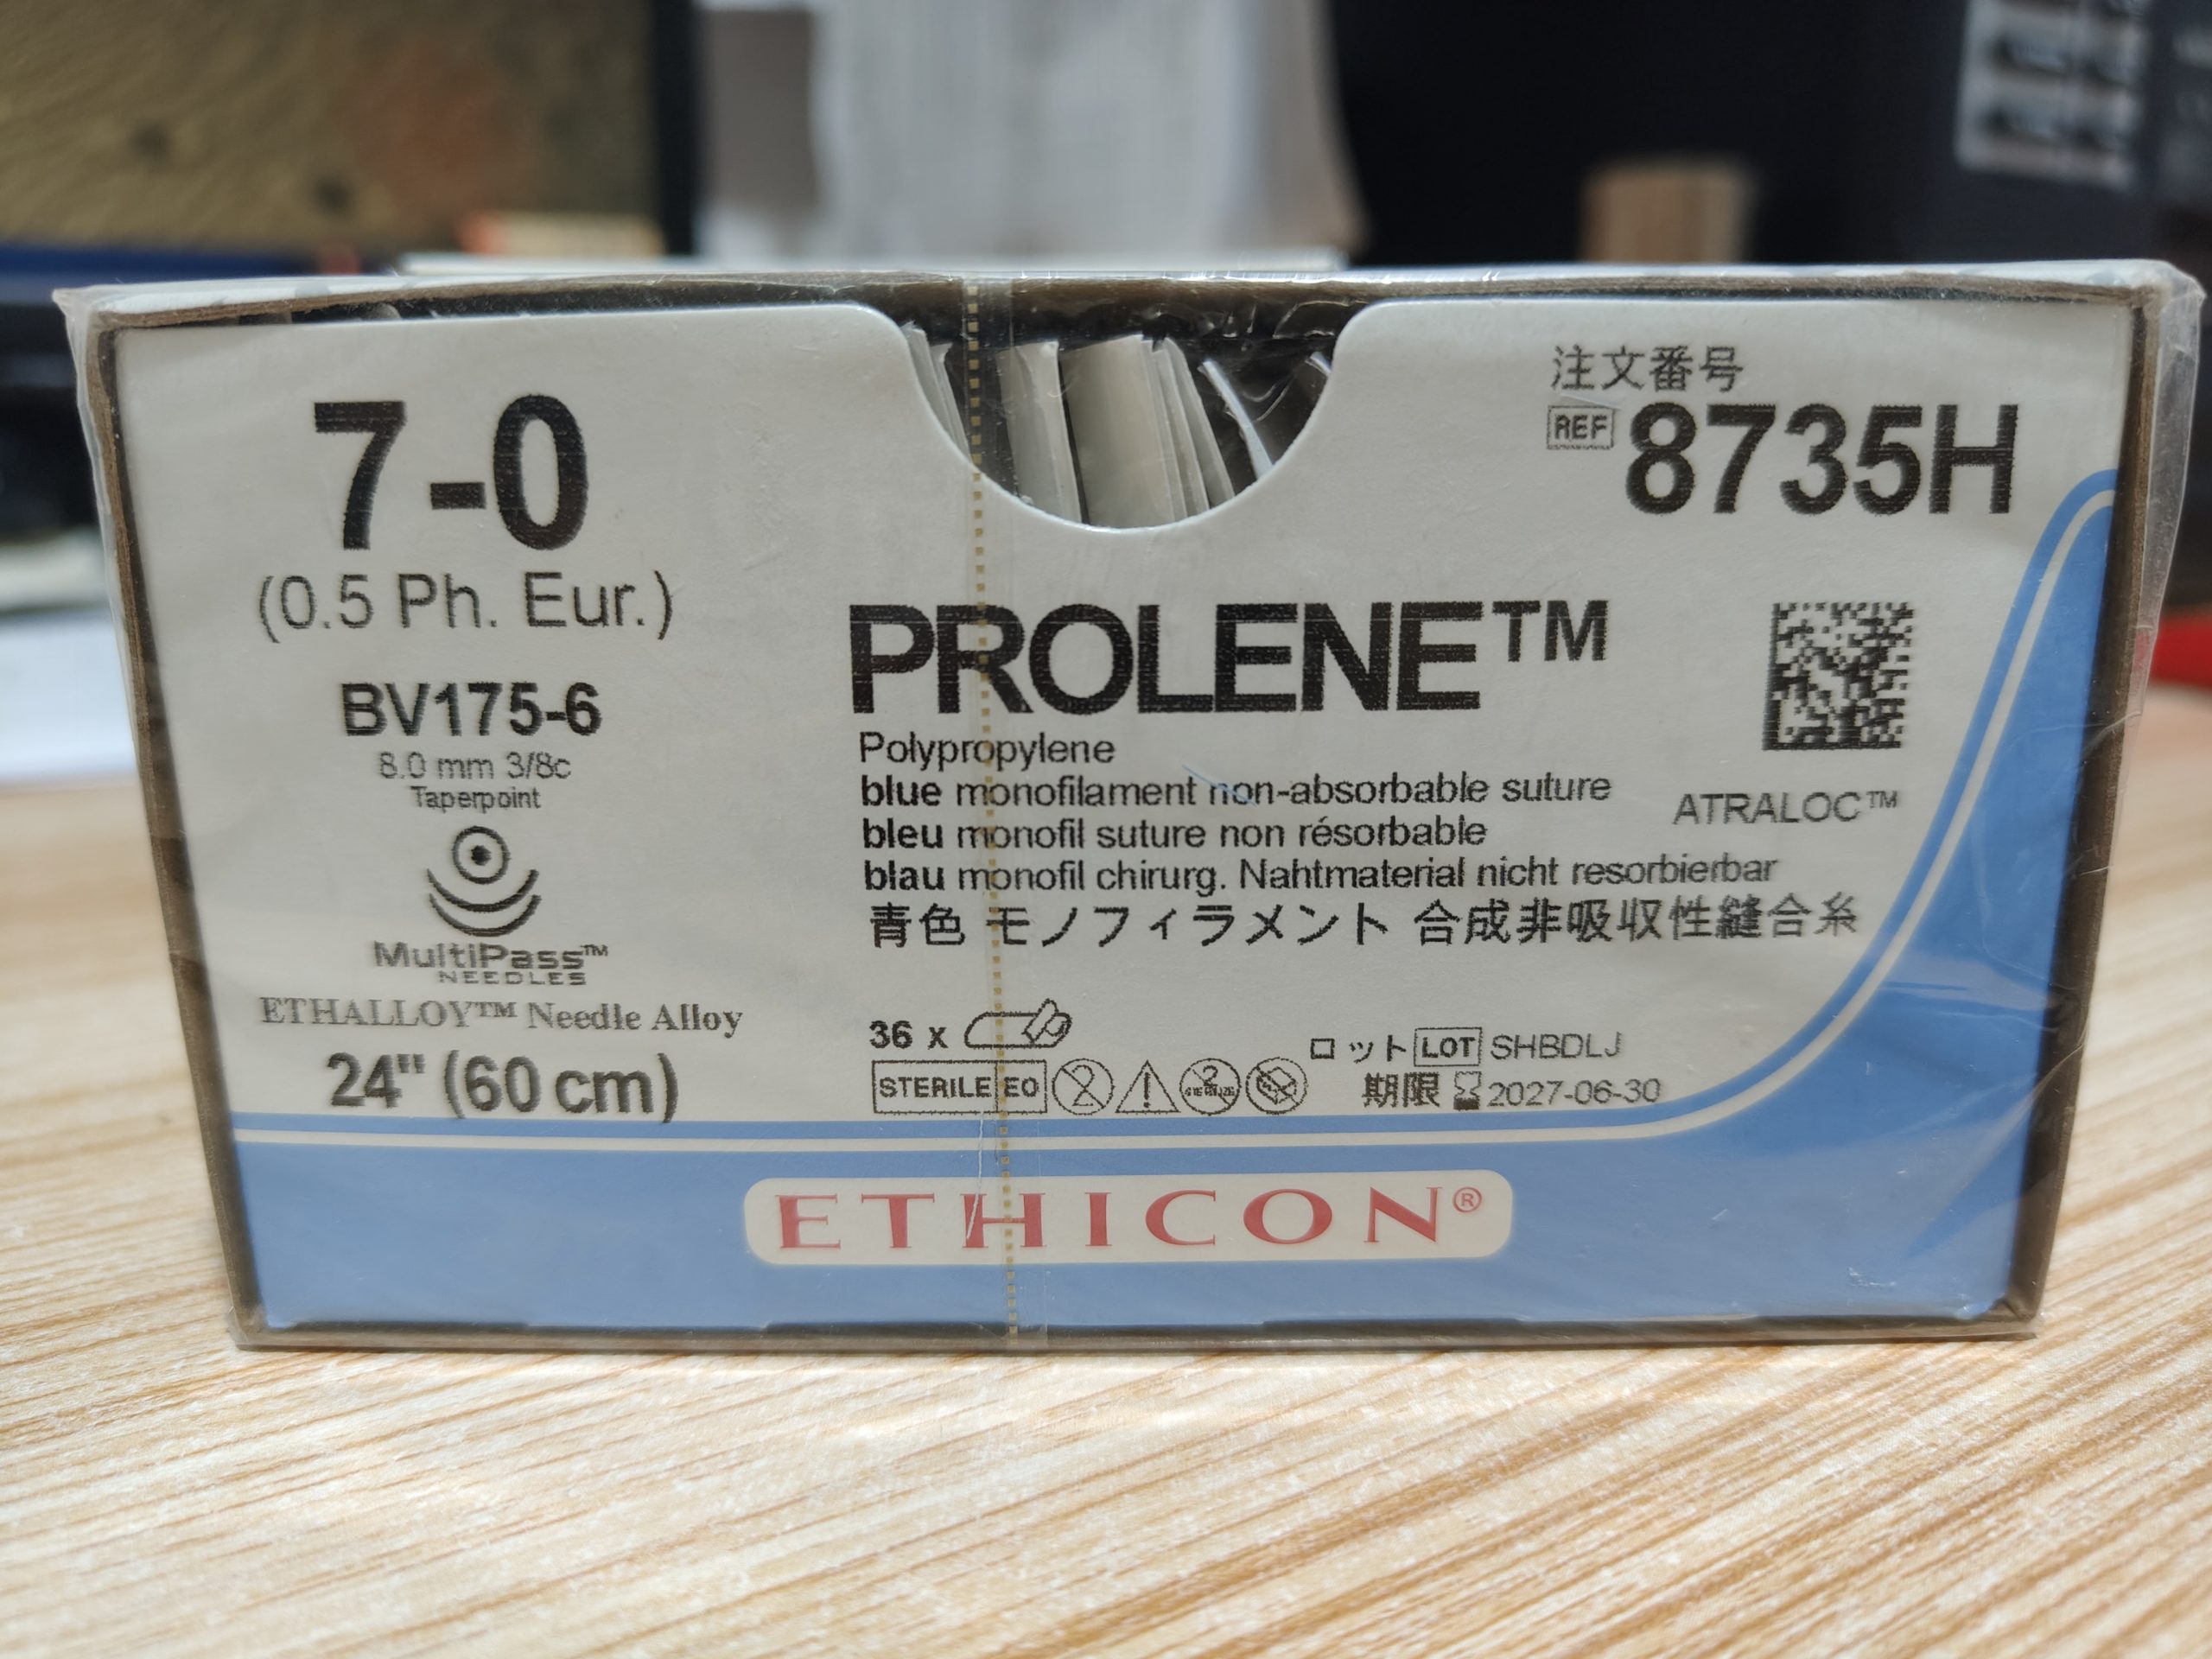 7-0
(0.5 Ph. Eur.)
BV175-6
8.0 mm 3/8c
Taperpoint
MultiPass™
NEEDLES
ETHALLOY™ Needle Alloy
24" (60 cm)
注文番号
REF 8735H
PROLENE™
Polypropylene
blue monofilament non-absorbable suture
bleu monofil suture non résorbable
blau monofil chirurg. Nahtmaterial nicht resorbierbar
青色 モノフィラメント 合成非吸収性縫合糸
ATRALOC™
36 x
STERILE EO
ロット LOT SHBDLJ
期限 2027-06-30
ETHICON®